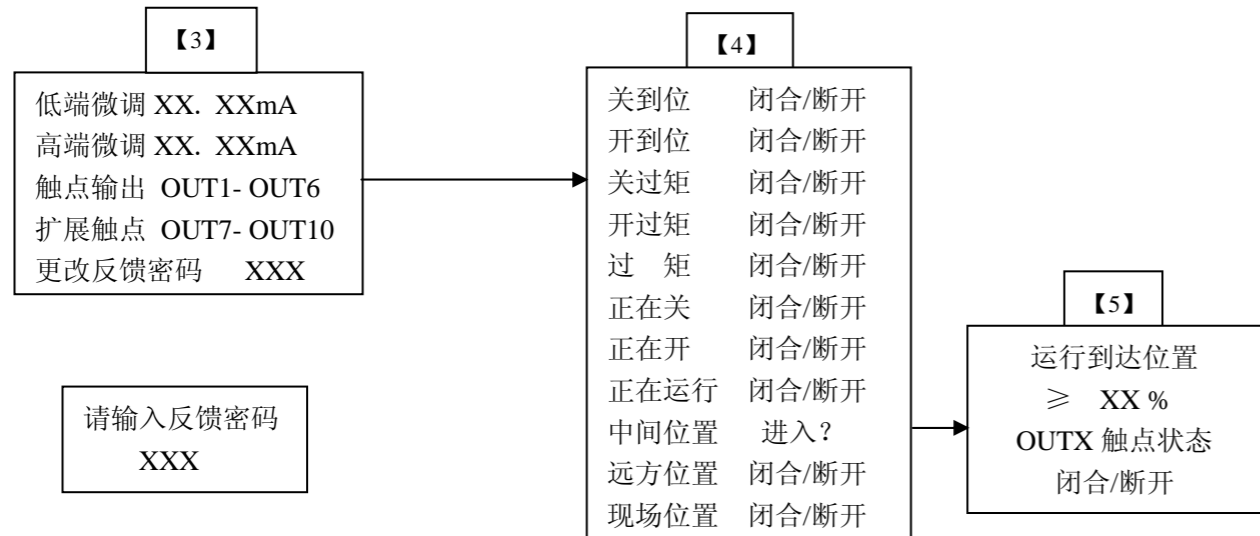 【3】
低端微调 XX. XXmA
高端微调 XX. XXmA
触点输出 OUT1- OUT6
扩展触点 OUT7- OUT10
更改反馈密码 XXX
请输入反馈密码
XXX
【4】
关到位 闭合/断开
开到位 闭合/断开
关过矩 闭合/断开
开过矩 闭合/断开
过 矩 闭合/断开
正在关 闭合/断开
正在开 闭合/断开
正在运行 闭合/断开
中间位置 进入？
远方位置 闭合/断开
现场位置 闭合/断开
【5】
运行到达位置
≥ XX %
OUTX 触点状态
闭合/断开